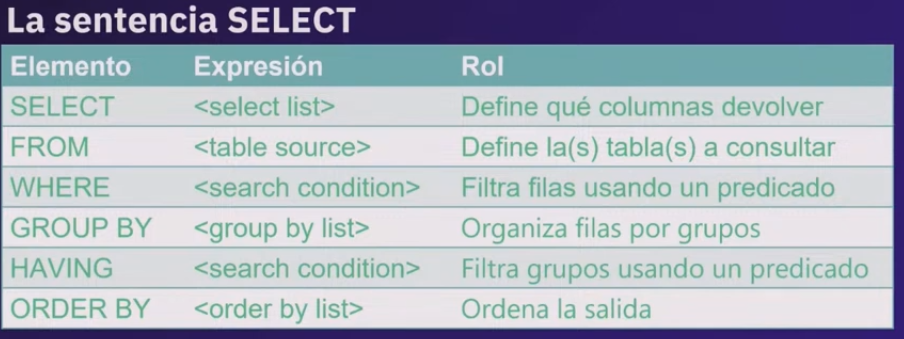 La sentencia SELECT
Elemento Expresión Rol
SELECT <select list> Define qué columnas devolver
FROM <table source> Define la(s) tabla(s) a consultar
WHERE <search condition> Filtra filas usando un predicado
GROUP BY <group by list> Organiza filas por grupos
HAVING <search condition> Filtra grupos usando un predicado
ORDER BY <order by list> Ordena la salida